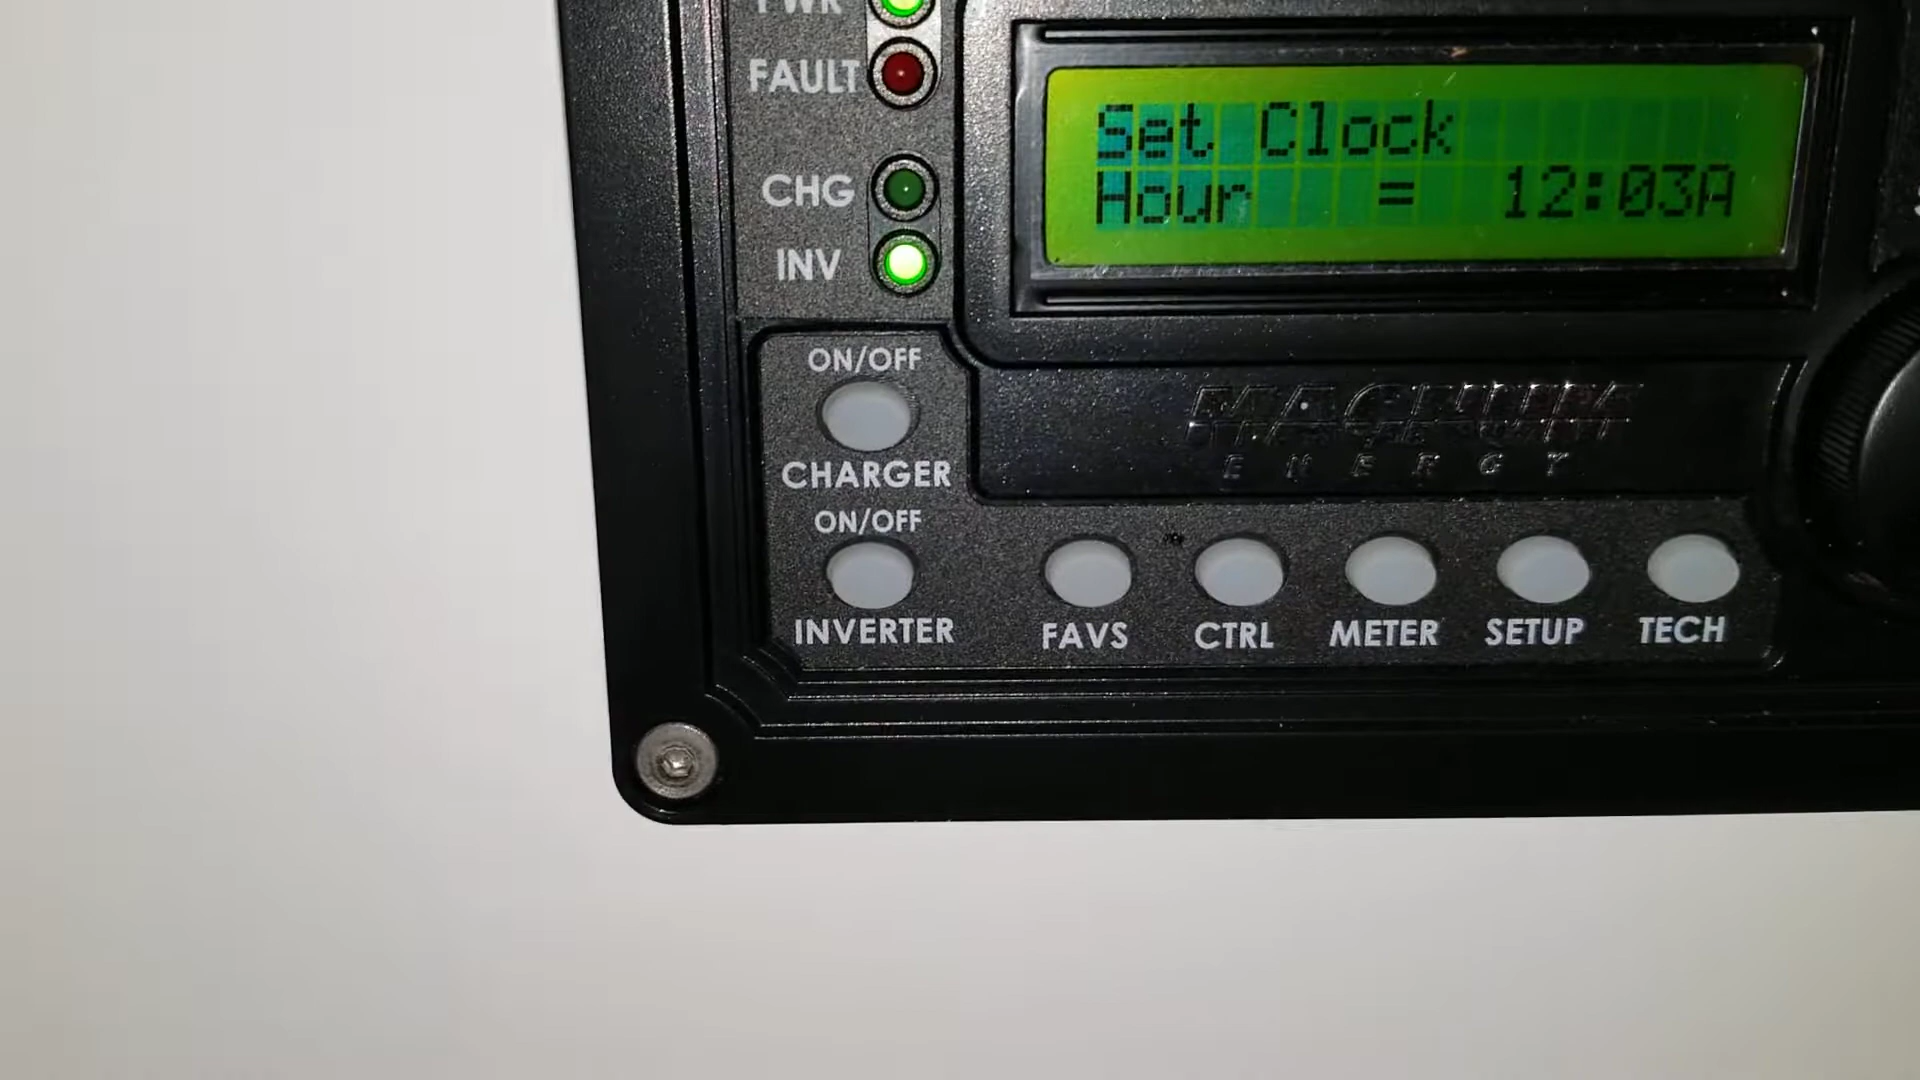 PWR
FAULT
CHG
INV
Set Clock
Hour = 12:03A
ON/OFF
CHARGER
ON/OFF
INVERTER
MAGNUM
ENERGY
FAVS
CTRL
METER
SETUP
TECH